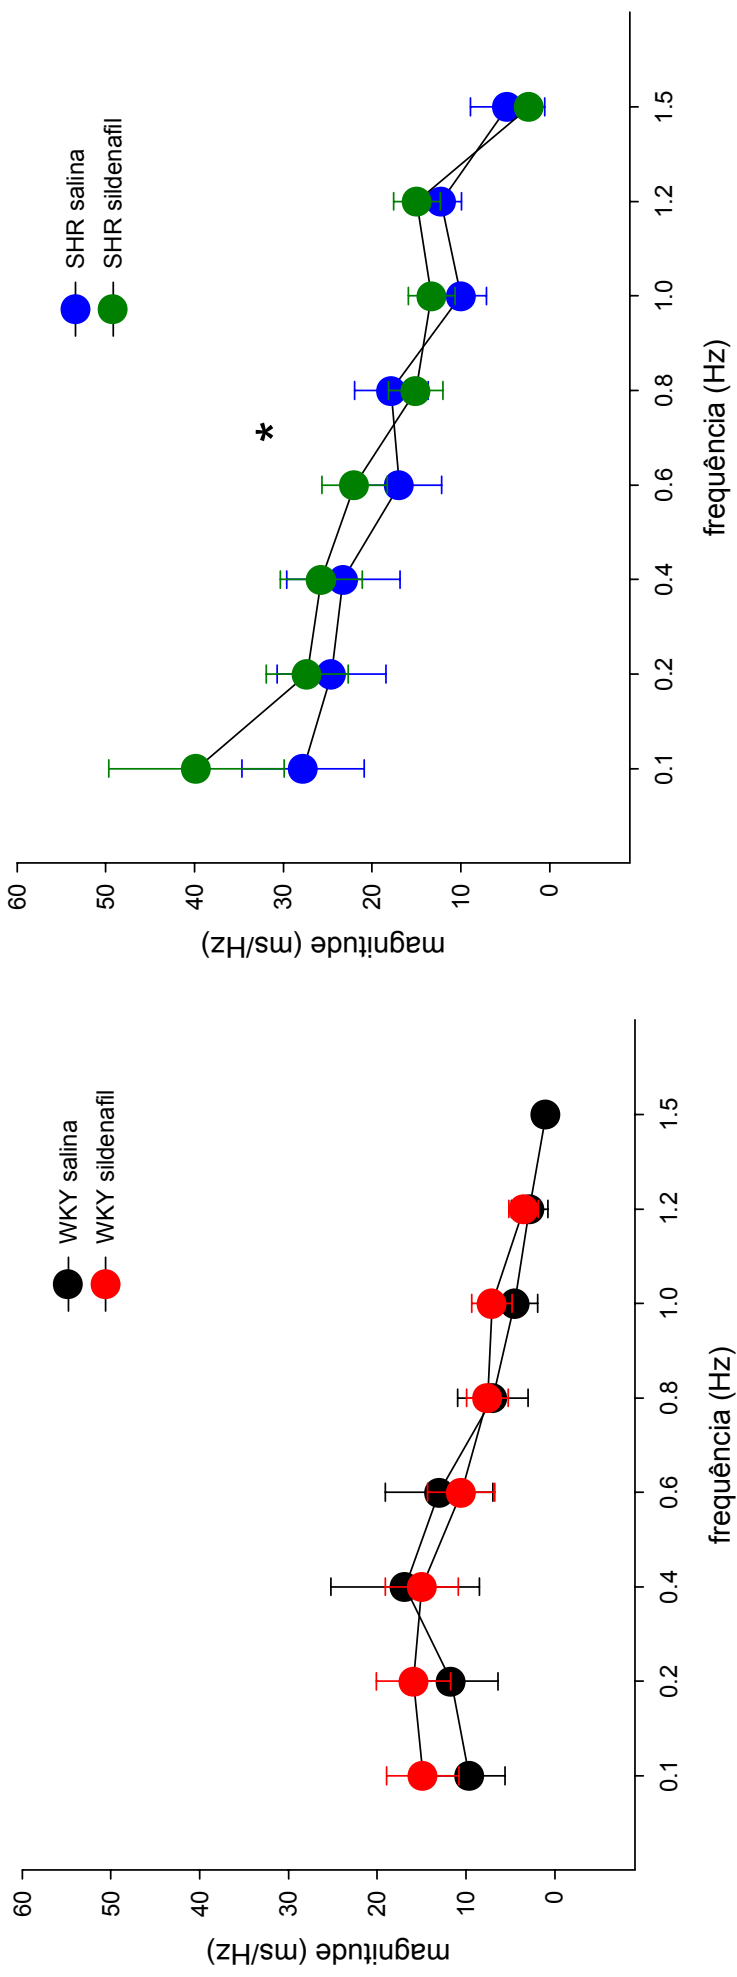 WKY salina
WKY sildenafil
magnitude (ms/Hz)
60
50
40
30
20
10
0
0.1 0.2 0.4 0.6 0.8 1.0 1.2 1.5
frequência (Hz)
SHR salina
SHR sildenafil
*
magnitude (ms/Hz)
60
50
40
30
20
10
0
0.1 0.2 0.4 0.6 0.8 1.0 1.2 1.5
frequência (Hz)